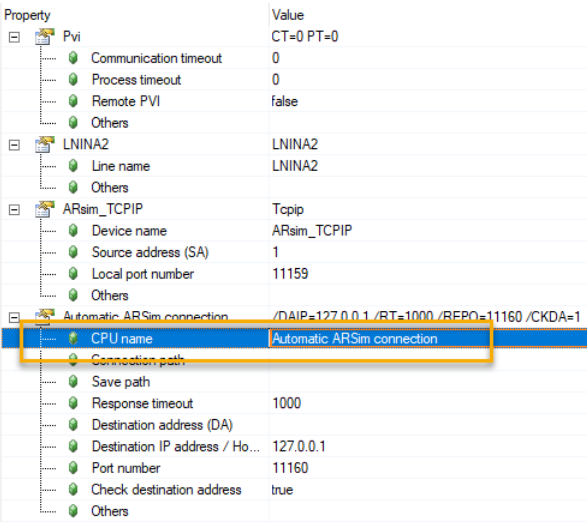 Property Value
Pvi CT=0 PT=0
Communication timeout 0
Process timeout 0
Remote PVI false
Others
LNINA2 LNINA2
Line name LNINA2
Others
ARsim_TCPIP Tcpip
Device name ARsim_TCPIP
Source address (SA) 1
Local port number 11159
Others
Automatic ARSim connection /DAIP=127.0.0.1 /RT=1000 /REPO=11160 /CKDA=1
CPU name Automatic ARSim connection
Connection path
Save path
Response timeout 1000
Destination address (DA)
Destination IP address / Ho... 127.0.0.1
Port number 11160
Check destination address true
Others